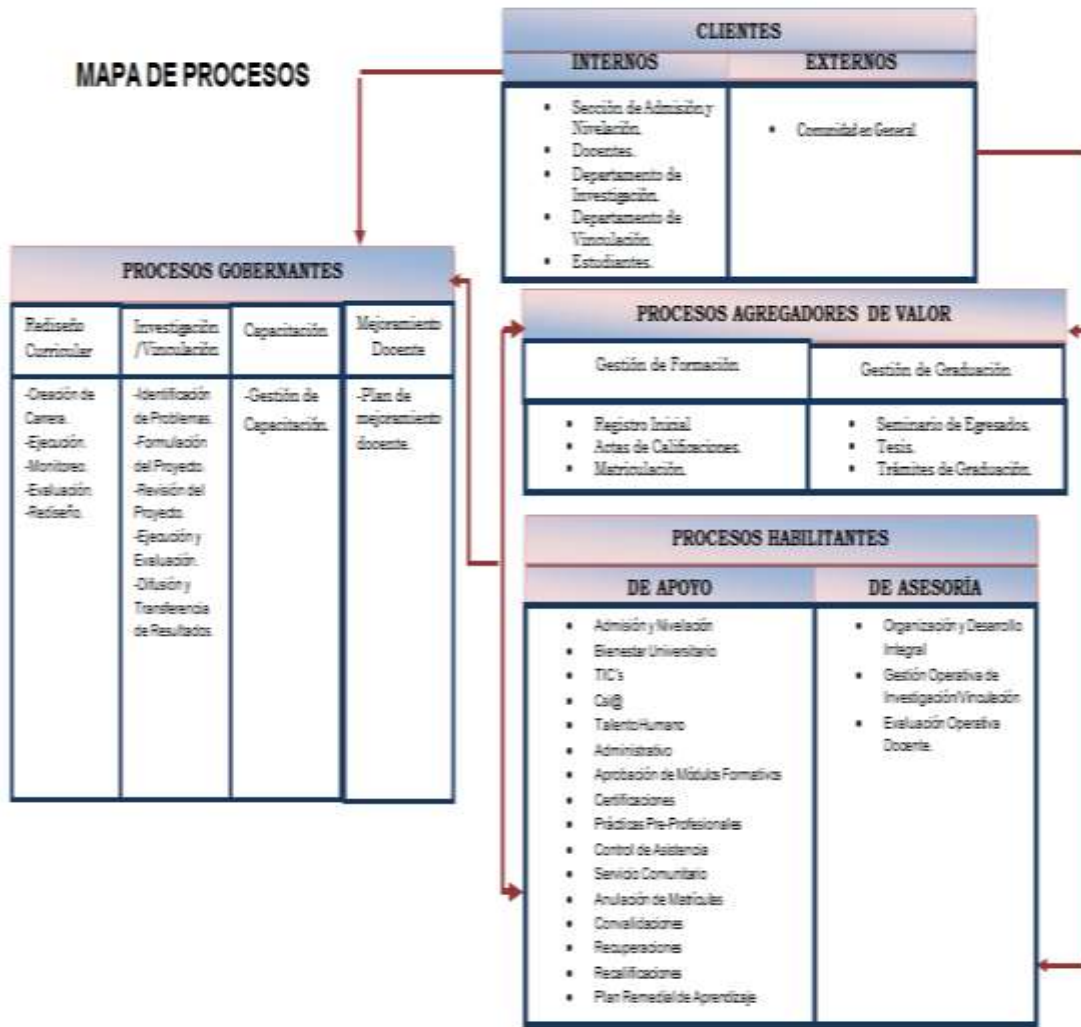 MAPA DE PROCESOS
CLIENTES
INTERNOS
EXTERNOS
• Sección de Admisión y
Nivelación.
• Docentes.
• Departamento de
Investigación.
• Departamento de
Vinculación.
• Estudiantes.
• Comunidad en General.
PROCESOS GOBERNANTES
Rediseño
Curricular
Investigación
/Vinculación
Capacitación
Mejoramiento
Docente
-Creación de
Carrera.
-Ejecución.
-Monitoreo.
-Evaluación
-Rediseño.
-Identificación
de Problemas.
-Formulación
del Proyecto.
-Revisión del
Proyecto.
-Ejecución y
Evaluación.
-Difusión y
Transferencia
de Resultados.
-Gestión de
Capacitación.
-Plan de
mejoramiento
docente.
PROCESOS AGREGADORES DE VALOR
Gestión de Formación.
Gestión de Graduación.
• Registro Inicial
• Actas de Calificaciones.
• Matriculación.
• Seminario de Egresados.
• Tesis.
• Trámites de Graduación.
PROCESOS HABILITANTES
DE APOYO
DE ASESORÍA
• Admisión y Nivelación
• Bienestar Universitario
• TIC's
• Csi@
• Talento Humano
• Administrativo
• Aprobación de Módulos Formativos
• Certificaciones
• Prácticas Pre-Profesionales
• Control de Asistencia
• Servicio Comunitario
• Anulación de Matrículas
• Convalidaciones
• Recuperaciones
• Recalificaciones
• Plan Remedial de Aprendizaje
• Organización y Desarrollo
Integral
• Gestión Operativa de
Investigación/Vinculación
• Evaluación Operativa
Docente.